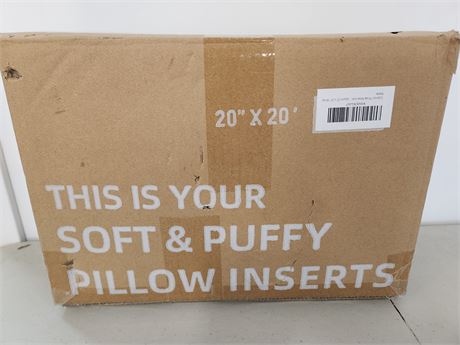 20" X 20"
THIS IS YOUR
SOFT & PUFFY
PILLOW INSERTS